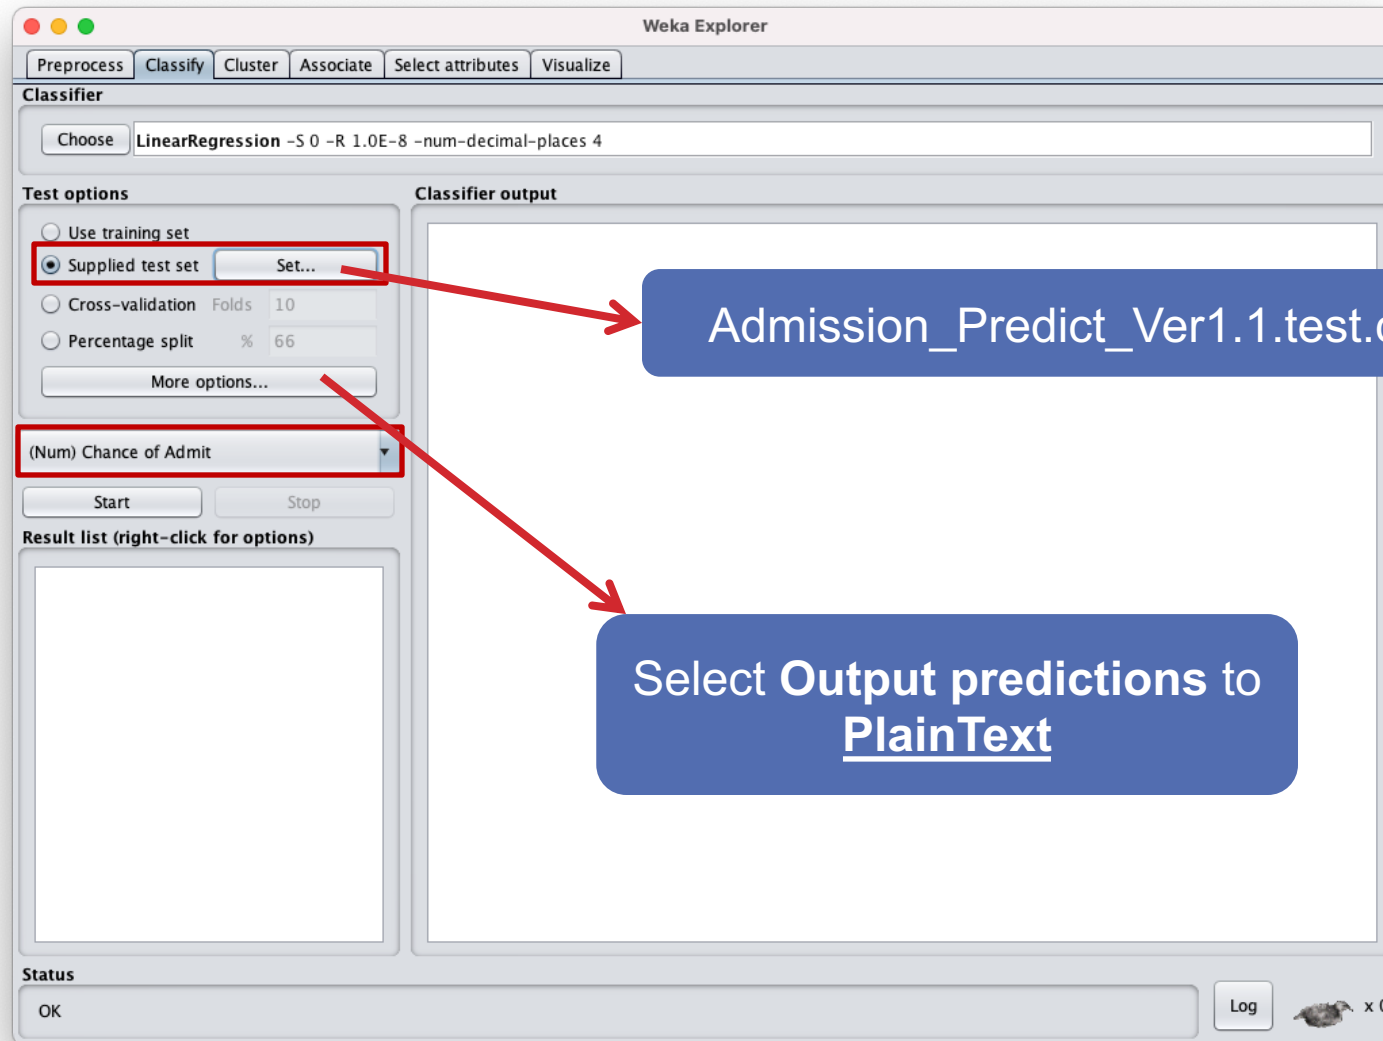 Weka Explorer
Preprocess Classify Cluster Associate Select attributes Visualize
Classifier
Choose LinearRegression -S 0 -R 1.0E-8 -num-decimal-places 4
Test options
Classifier output
Use training set
Supplied test set Set...
Cross-validation Folds 10
Percentage split % 66
More options...
Admission_Predict_Ver1.1.test.
(Num) Chance of Admit
Start Stop
Result list (right-click for options)
Select Output predictions to
PlainText
Status
OK
Log x